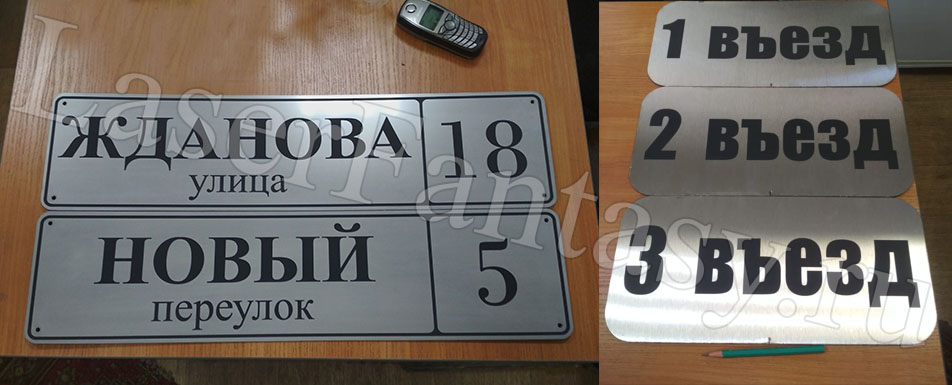 ЖДАНОВА
улица
18
НОВЫЙ
переулок
5
1 въезд
2 въезд
3 въезд
LaserFantasy.ru